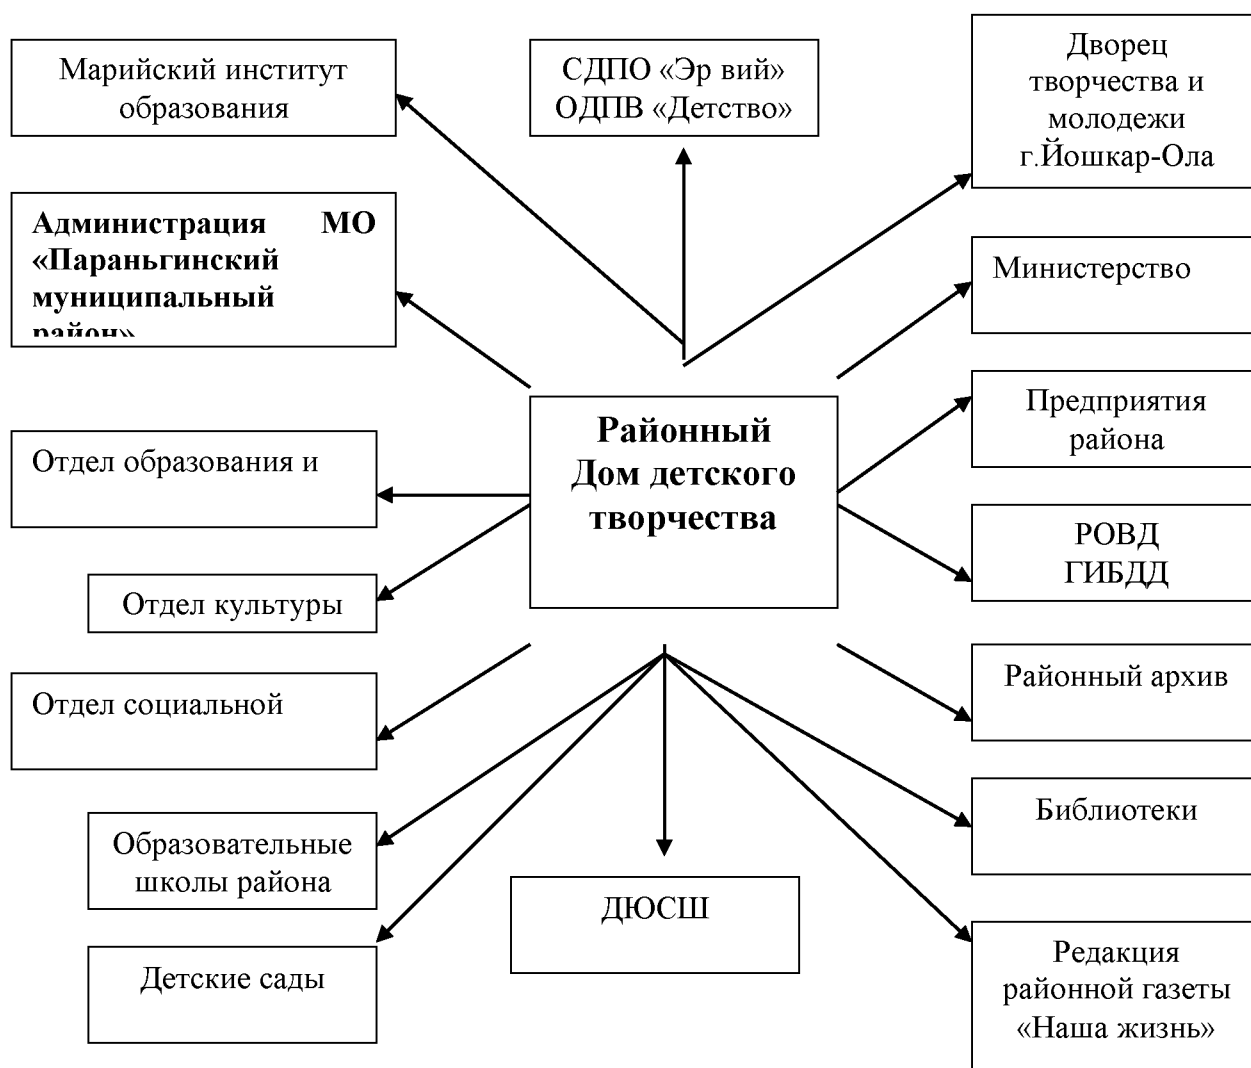 Марийский институт
образования
СДПО «Эр вий»
ОДПВ «Детство»
Дворец
творчества и
молодежи
г.Йошкар-Ола
Администрация МО
«Параньгинский
муниципальный
район»
Министерство
Предприятия
района
Районный
Дом детского
творчества
Отдел образования и
РОВД
ГИБДД
Отдел культуры
Отдел социальной
Районный архив
Библиотеки
Образовательные
школы района
ДЮСШ
Детские сады
Редакция
районной газеты
«Наша жизнь»